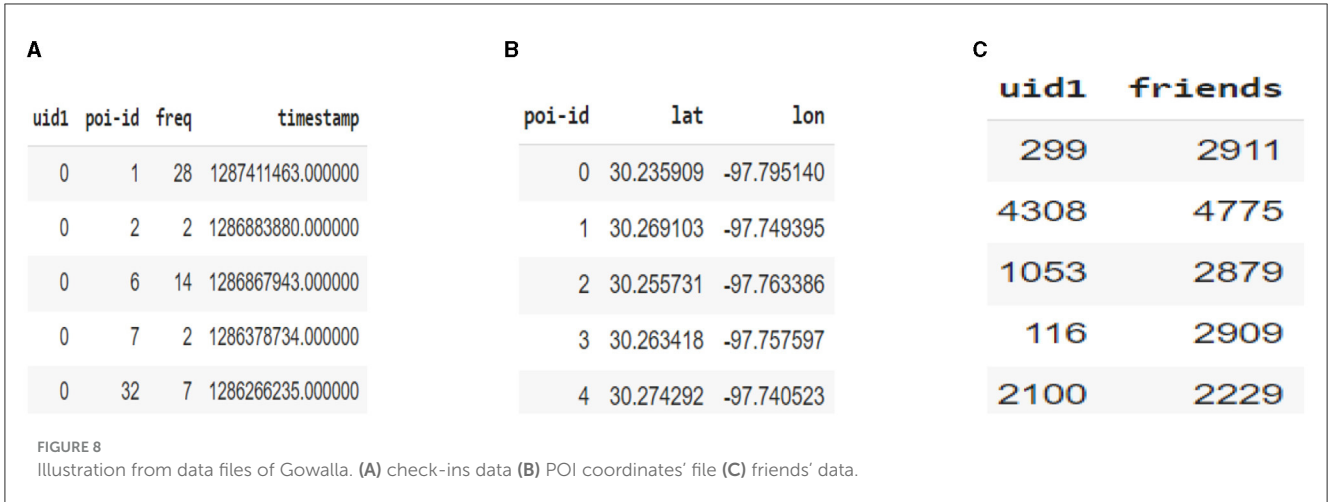 A
uid1 poi-id freq timestamp
0 1 28 1287411463.000000
0 2 2 1286883880.000000
0 6 14 1286867943.000000
0 7 2 1286378734.000000
0 32 7 1286266235.000000
B
poi-id lat lon
0 30.235909 -97.795140
1 30.269103 -97.749395
2 30.255731 -97.763386
3 30.263418 -97.757597
4 30.274292 -97.740523
C
uid1 friends
299 2911
4308 4775
1053 2879
116 2909
2100 2229
FIGURE 8
Illustration from data files of Gowalla. (A) check-ins data (B) POI coordinates' file (C) friends' data.